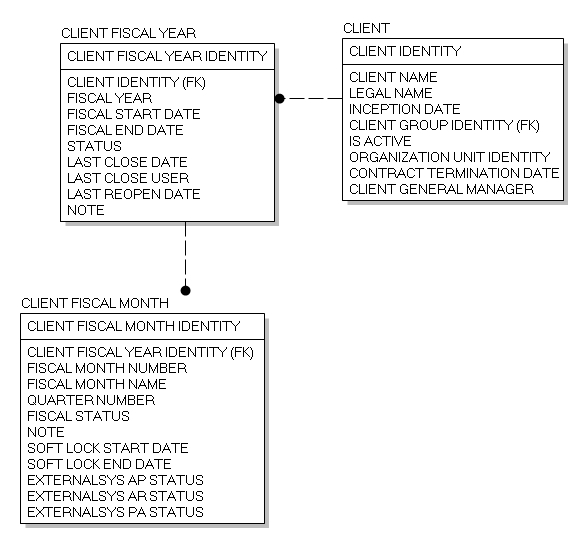 CLIENT FISCAL YEAR
CLIENT FISCAL YEAR IDENTITY
CLIENT IDENTITY (FK)
FISCAL YEAR
FISCAL START DATE
FISCAL END DATE
STATUS
LAST CLOSE DATE
LAST CLOSE USER
LAST REOPEN DATE
NOTE
CLIENT
CLIENT IDENTITY
CLIENT NAME
LEGAL NAME
INCEPTION DATE
CLIENT GROUP IDENTITY (FK)
IS ACTIVE
ORGANIZATION UNIT IDENTITY
CONTRACT TERMINATION DATE
CLIENT GENERAL MANAGER
CLIENT FISCAL MONTH
CLIENT FISCAL MONTH IDENTITY
CLIENT FISCAL YEAR IDENTITY (FK)
FISCAL MONTH NUMBER
FISCAL MONTH NAME
QUARTER NUMBER
FISCAL STATUS
NOTE
SOFT LOCK START DATE
SOFT LOCK END DATE
EXTERNALSYS AP STATUS
EXTERNALSYS AR STATUS
EXTERNALSYS PA STATUS